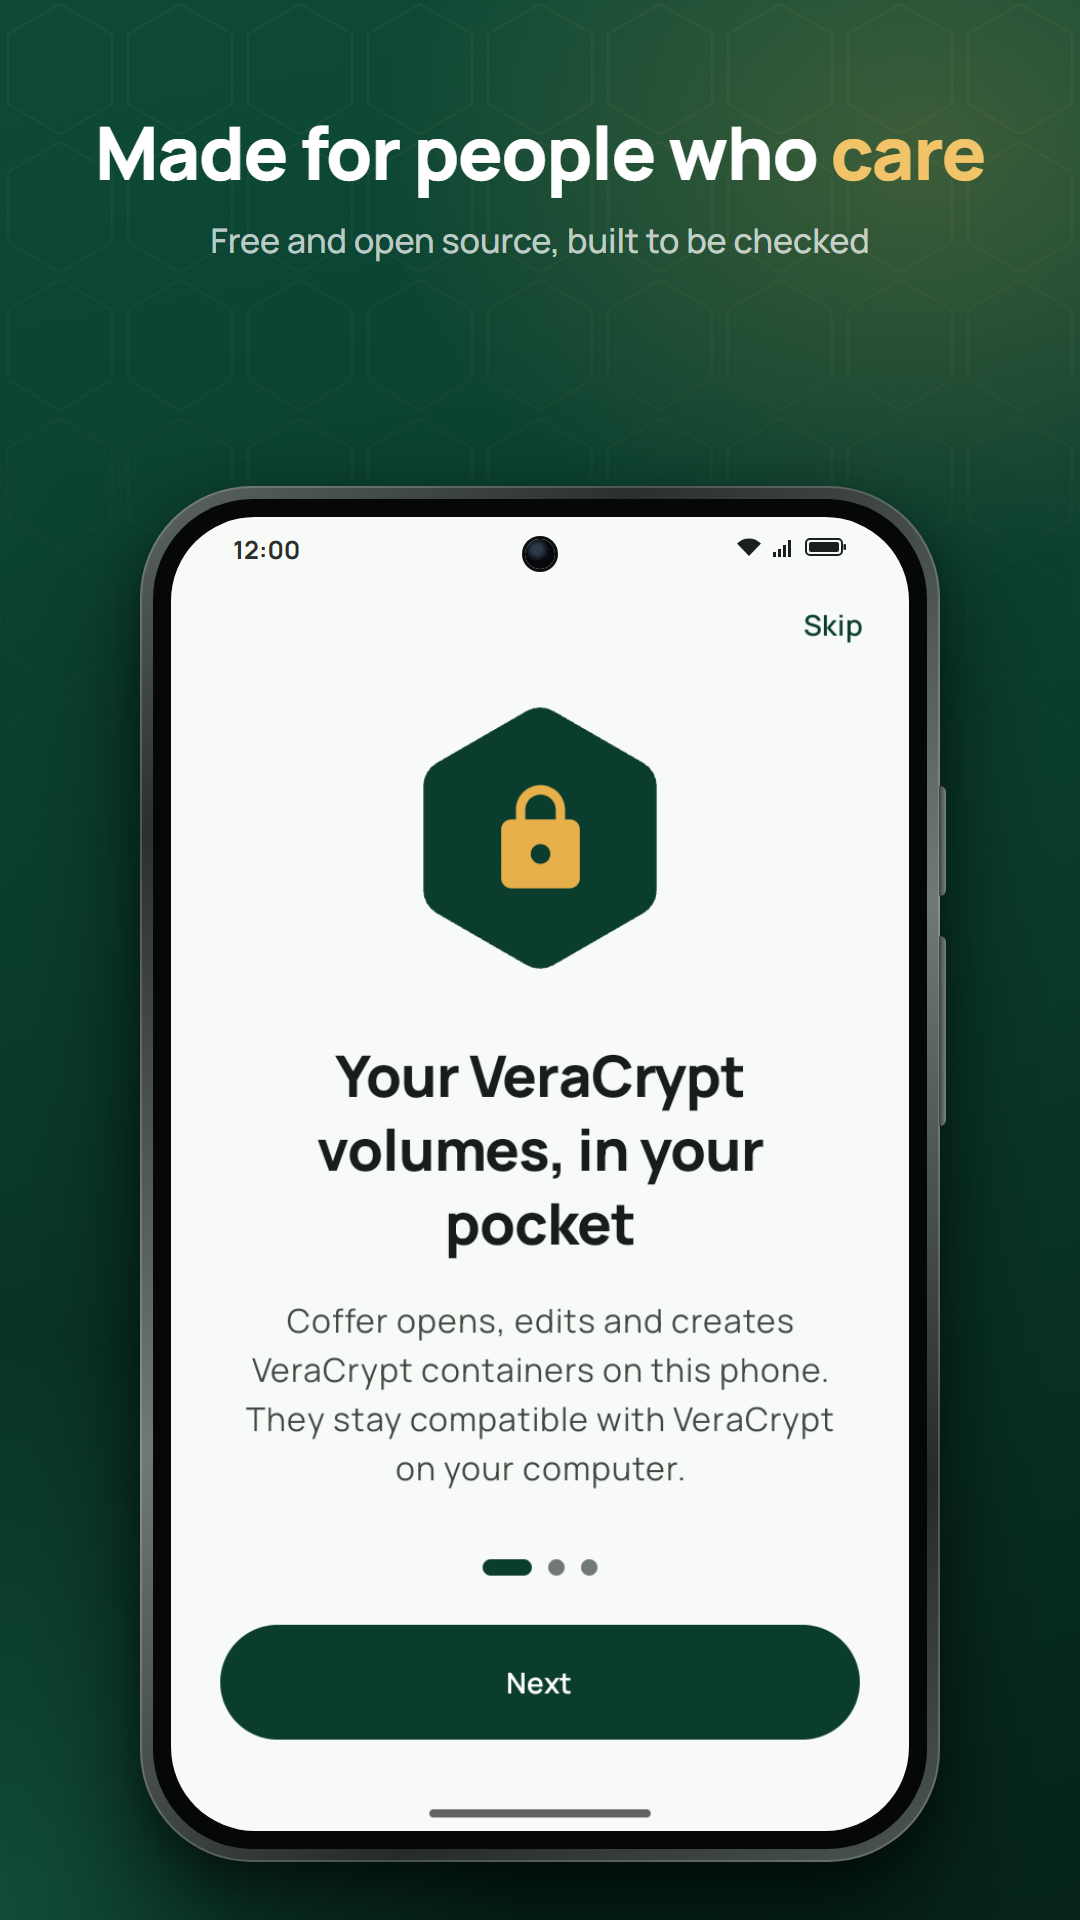 Made for people who care
Free and open source, built to be checked
12:00
Skip
Your VeraCrypt
volumes, in your
pocket
Coffer opens, edits and creates
VeraCrypt containers on this phone.
They stay compatible with VeraCrypt
on your computer.
Next